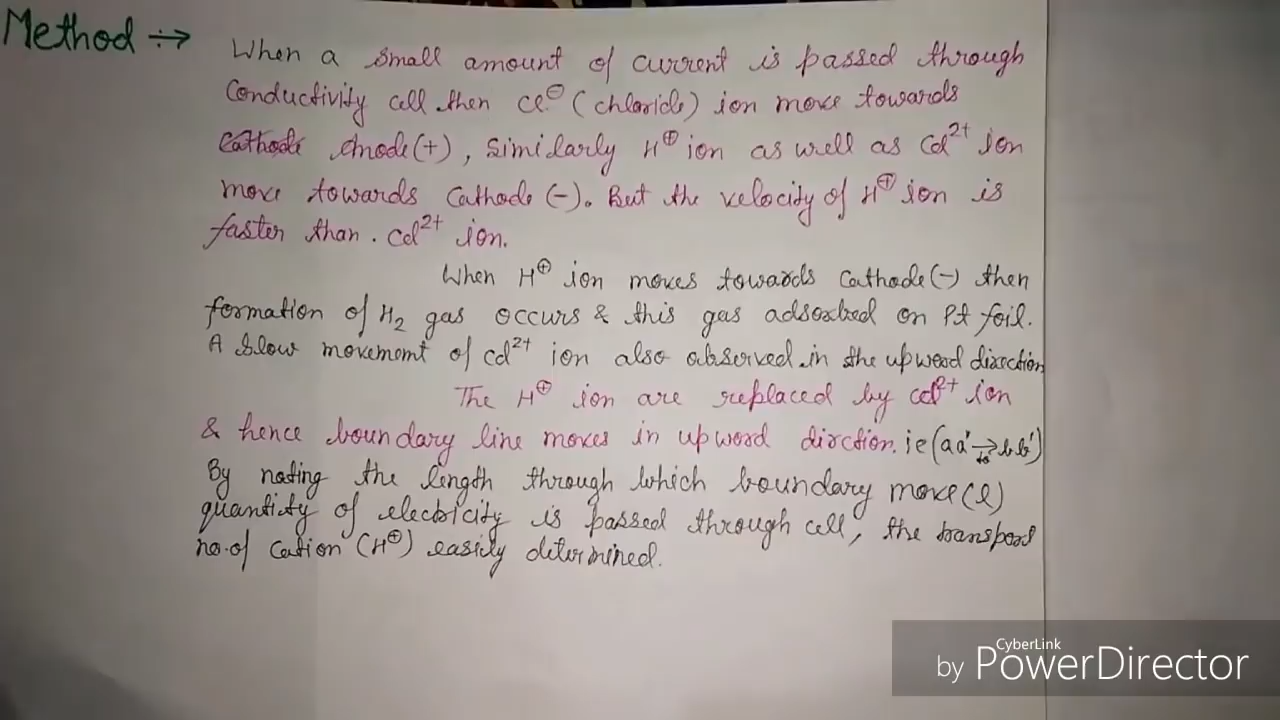 Method ÷→
When a small amount of current is passed through
Conductivity cell then Cl⊖ (chloride) ion move towards
Cathode Anode(+), Similarly H⊕ ion as well as Cd2+ ion
move towards Cathode (-). But the velocity of H⊕ ion is
faster than. Cd2+ ion.
When H⊕ ion moves towards Cathode(-) then
formation of H2 gas occurs & this gas adsorbed on Pt foil.
A slow movement of Cd2+ ion also observed in the upword direction
The H⊕ ion are replaced by Cd2+ ion
& hence boundary line moves in upword dirction. ie(aa' →to bb')
By noting the length through which boundary move(l)
quantity of electricity is passed through cell, the transport
no.of Cation (H⊕) easily determined.
CyberLink
by PowerDirector